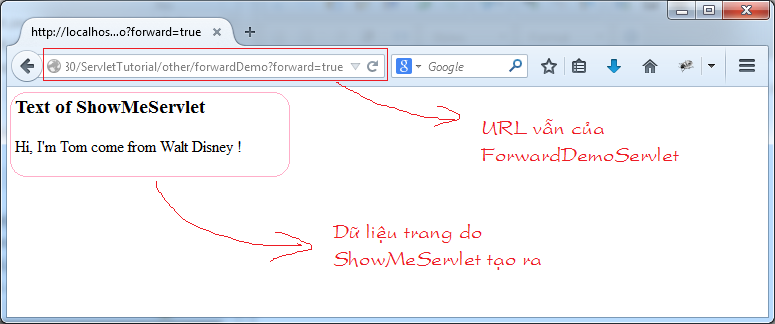 http://localhos...o?forward=true
30/ServletTutorial/other/forwardDemo?forward=true
Google
Text of ShowMeServlet
Hi, I'm Tom come from Walt Disney !
URL vẫn của
ForwardDemoServlet
Dữ liệu trang do
ShowMeServlet tạo ra